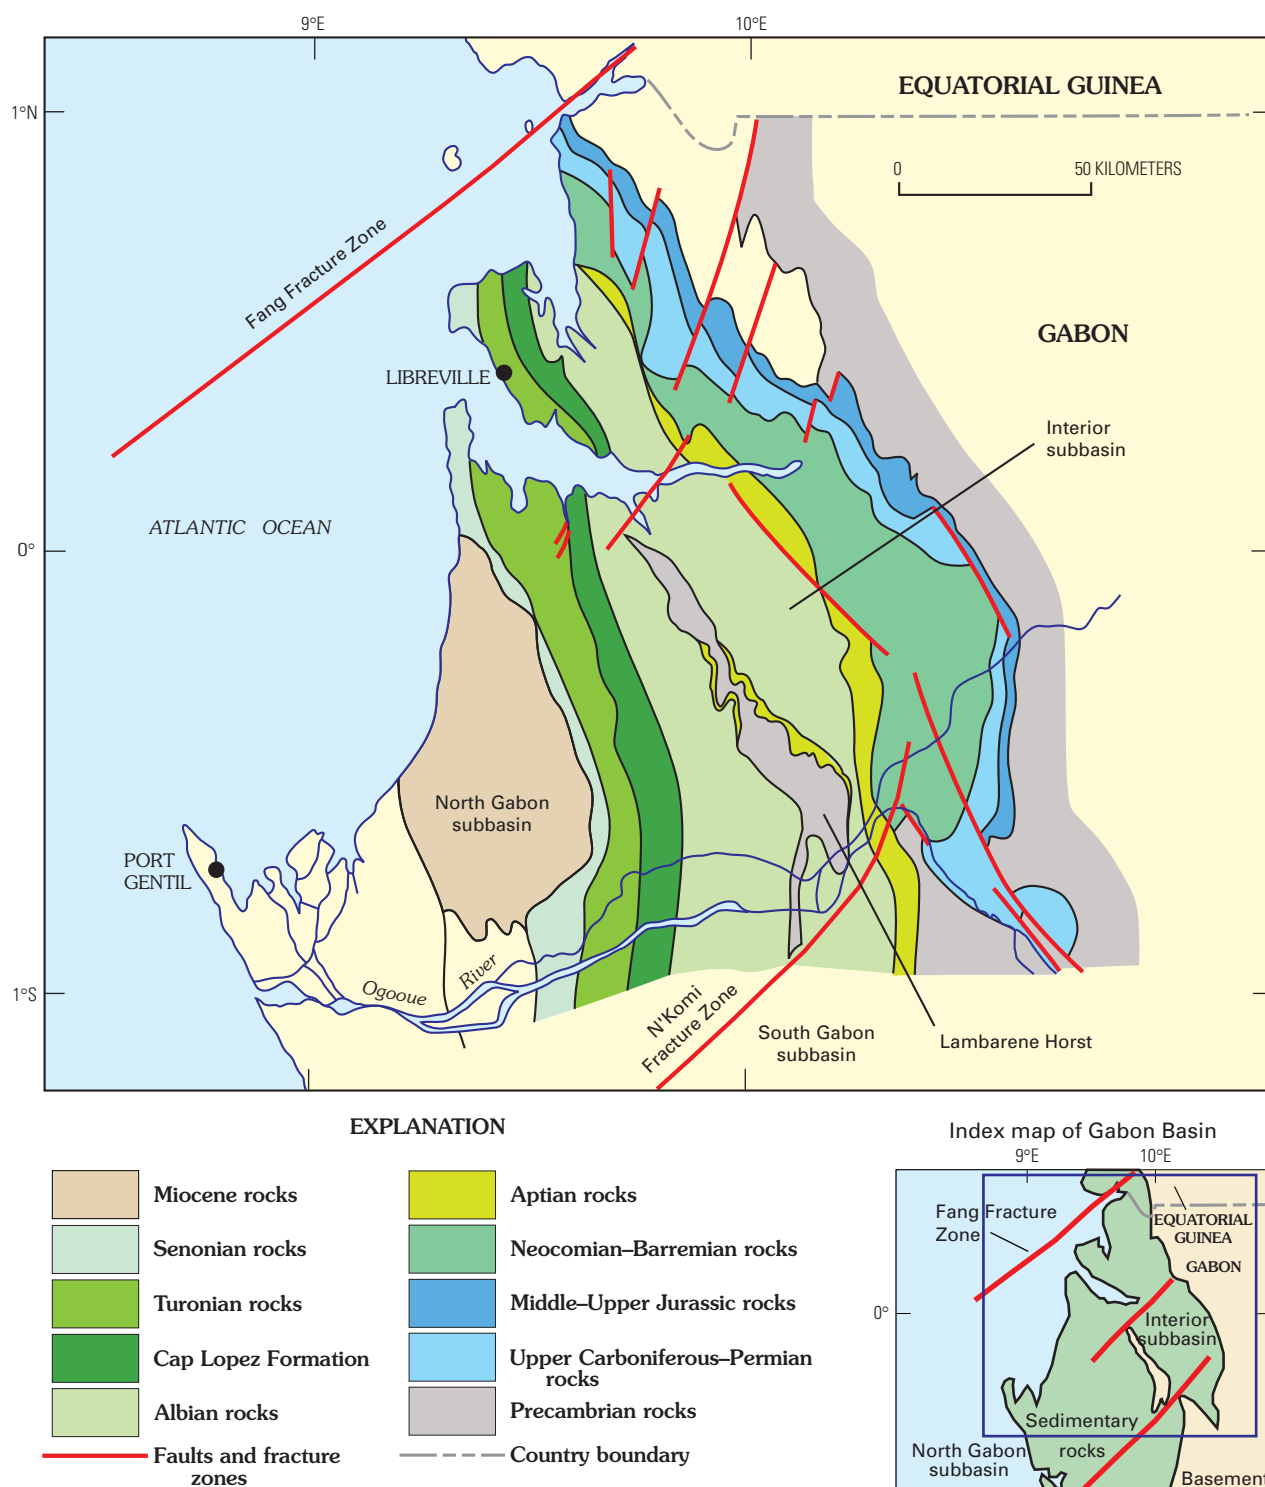 9°E
10°E
1°N
EQUATORIAL GUINEA
0
50 KILOMETERS
Fang Fracture Zone
GABON
LIBREVILLE
Interior
subbasin
ATLANTIC OCEAN
0°
North Gabon
subbasin
PORT
GENTIL
River
Ogooue
1°S
N'Komi
Fracture Zone
South Gabon
subbasin
Lambarene Horst
EXPLANATION
Miocene rocks
Senonian rocks
Turonian rocks
Cap Lopez Formation
Albian rocks
Faults and fracture
zones
Aptian rocks
Neocomian–Barremian rocks
Middle–Upper Jurassic rocks
Upper Carboniferous–Permian
rocks
Precambrian rocks
Country boundary
Index map of Gabon Basin
9°E
10°E
Fang Fracture
Zone
EQUATORIAL
GUINEA
GABON
0°
Interior
subbasin
Sedimentary
rocks
North Gabon
subbasin
Basement